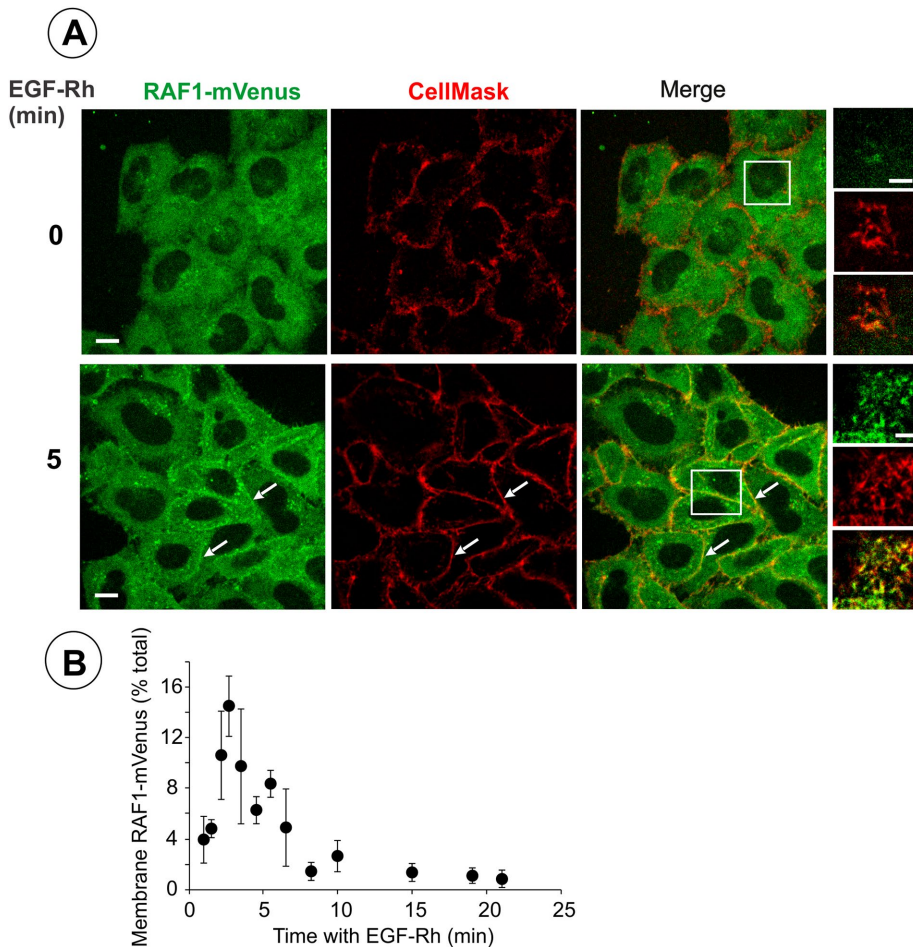 A
EGF-Rh
(min)
RAF1-mVenus
CellMask
Merge
0
5
B
Membrane RAF1-mVenus (% total)
16
12
8
4
0
0 5 10 15 20 25
Time with EGF-Rh (min)